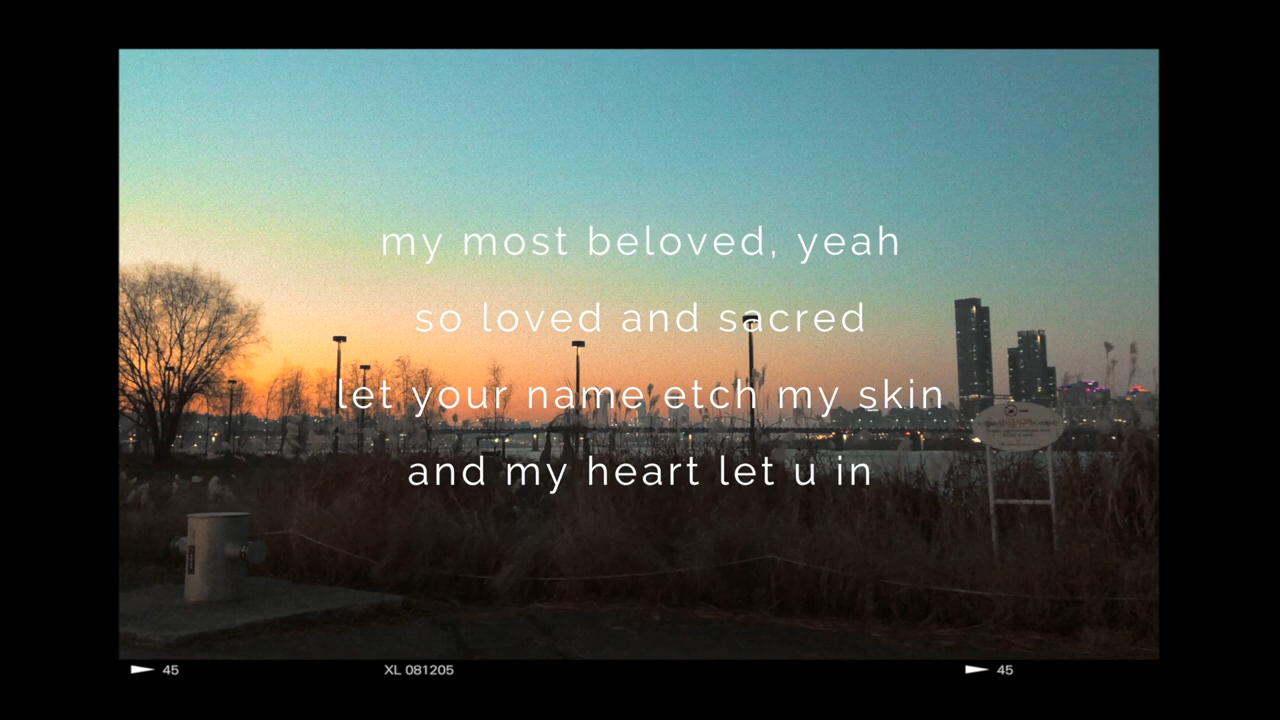 my most beloved, yeah
so loved and sacred
let your name etch my skin
and my heart let u in
45 XL 081205 45